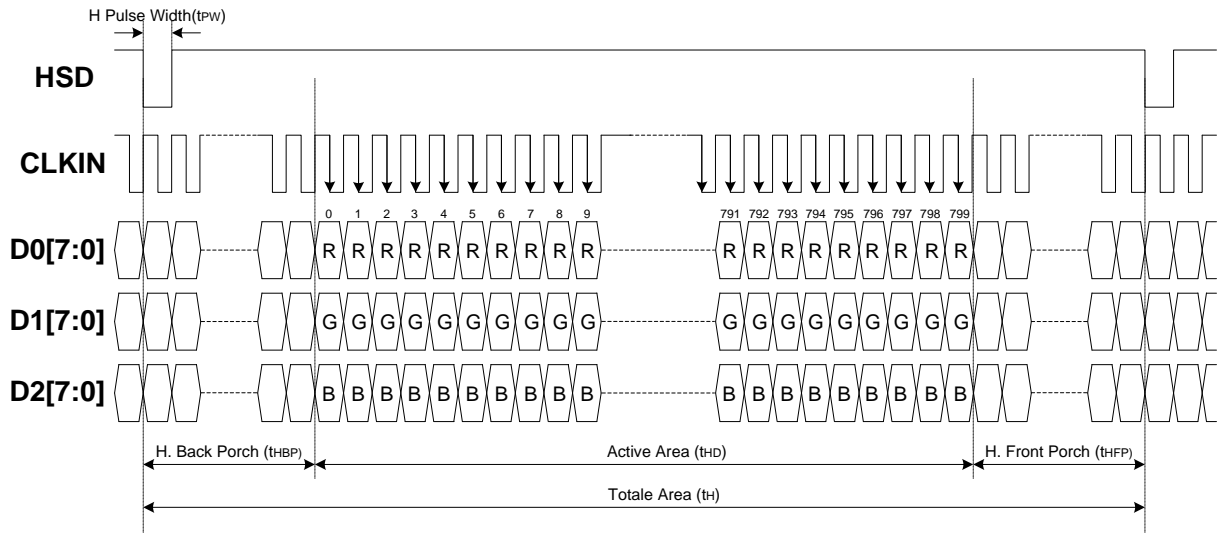 H Pulse Width(tPW)
HSD
CLKIN
0 1 2 3 4 5 6 7 8 9 791 792 793 794 795 796 797 798 799
D0[7:0] R R R R R R R R R R R R R R R R R R R
D1[7:0] G G G G G G G G G G G G G G G G G G G
D2[7:0] B B B B B B B B B B B B B B B B B B B
H. Back Porch (tHBP) Active Area (tHD) H. Front Porch (tHFP)
Totale Area (tH)